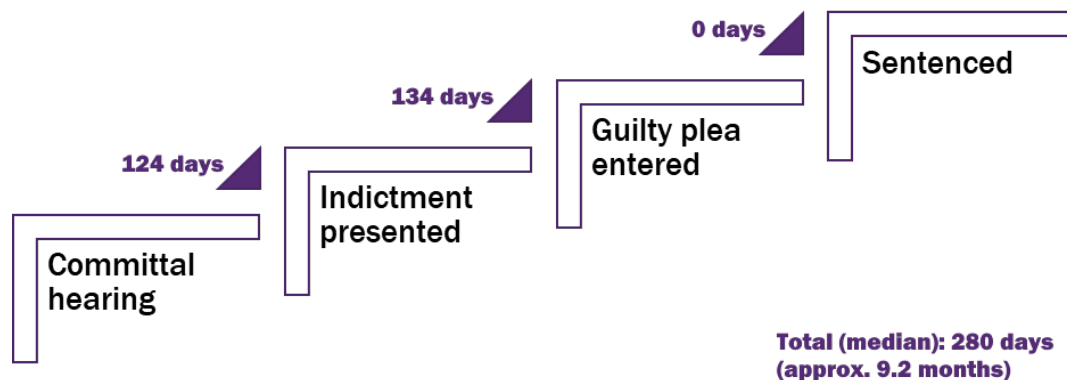 0 days
Sentenced
134 days
Guilty plea
entered
124 days
Indictment
presented
Committal
hearing
Total (median): 280 days
(approx. 9.2 months)